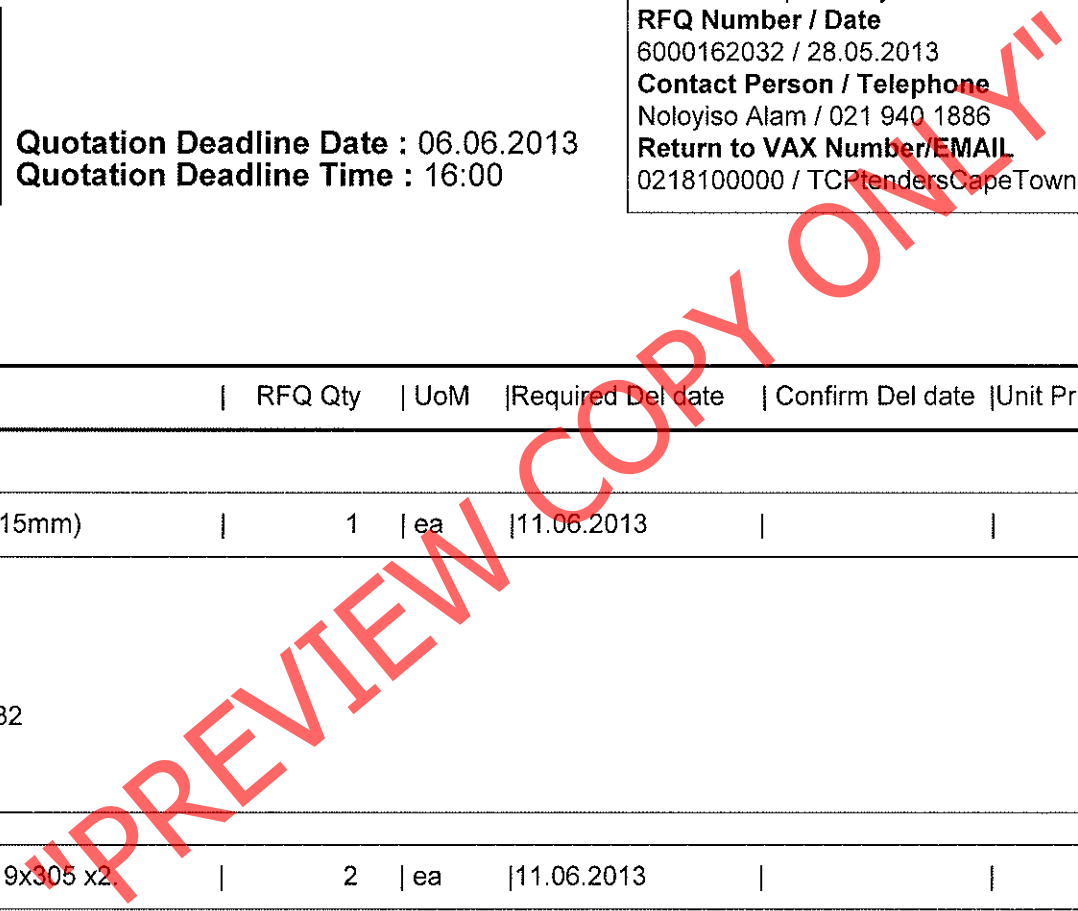 RFQ Number / Date
6000162032 / 28.05.2013
Contact Person / Telephone
Noloyiso Alam / 021 940 1886
Return to VAX Number/EMAIL
0218100000 / TCPtendersCapeTown
Quotation Deadline Date : 06.06.2013
Quotation Deadline Time : 16:00
| RFQ Qty | UoM |Required Del date | Confirm Del date |Unit Pr
15mm) | 1 | ea |11.06.2013 | |
32
9x305 x2. | 2 | ea |11.06.2013 | |
"PREVIEW COPY ONLY"